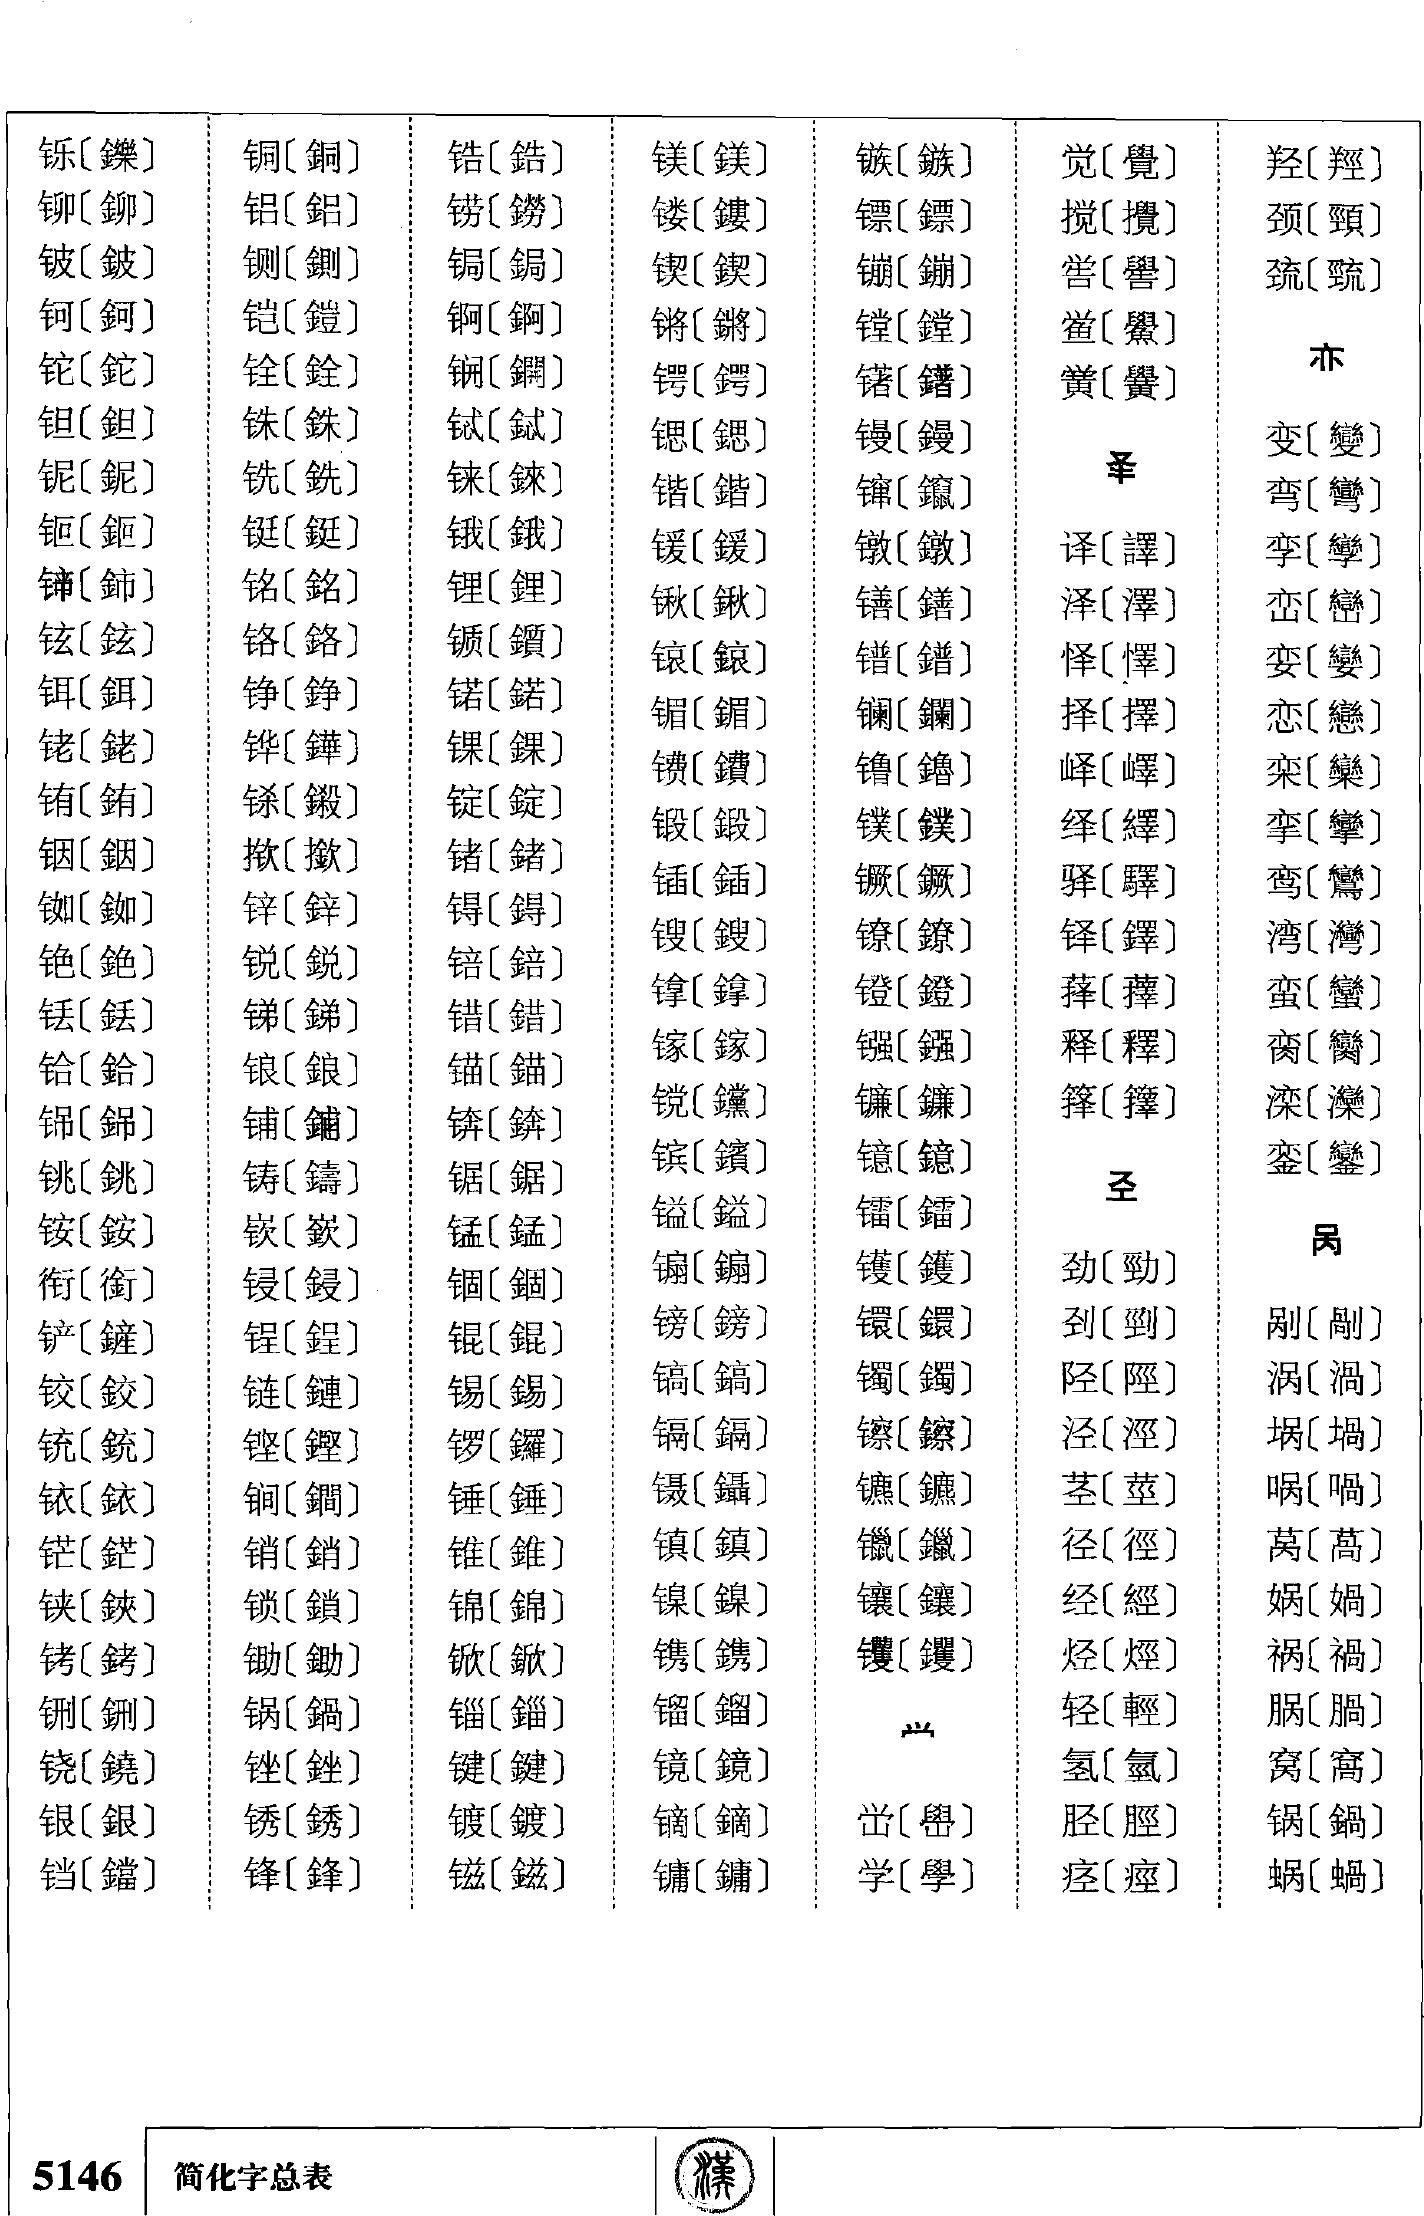 铄〔鑠〕
铆〔鉚〕
铍〔鈹〕
钶〔鈳〕
铊〔鉈〕
钽〔鉭〕
铌〔鈮〕
钷〔鉕〕
铈〔鈰〕
铉〔鉉〕
铒〔鉺〕
铑〔銠〕
铕〔銪〕
铟〔銦〕
铷〔銣〕
铯〔銫〕
铥〔銩〕
铪〔鉿〕
铞〔銱〕
铫〔銚〕
铵〔銨〕
衔〔銜〕
铲〔鏟〕
铰〔鉸〕
铳〔銃〕
铱〔銥〕
铓〔鋩〕
铗〔鋏〕
铐〔銬〕
铏〔鉶〕
铙〔鐃〕
银〔銀〕
铛〔鐺〕
铜〔銅〕
铝〔鋁〕
铡〔鍘〕
铠〔鎧〕
铨〔銓〕
铢〔銖〕
铣〔銑〕
铤〔鋌〕
铭〔銘〕
铬〔鉻〕
铮〔錚〕
铧〔鏵〕
铩〔鎩〕
揿〔撳〕
锌〔鋅〕
锐〔鋭〕
锑〔銻〕
锒〔鋃〕
铺〔鋪〕
铸〔鑄〕
嵚〔嶔〕
锓〔鋟〕
锃〔鋥〕
链〔鏈〕
铿〔鏗〕
锏〔鐧〕
销〔銷〕
锁〔鎖〕
锄〔鋤〕
锅〔鍋〕
锉〔銼〕
锈〔銹〕
锋〔鋒〕
锆〔鋯〕
铹〔鐒〕
锔〔鋦〕
锕〔錒〕
锎〔鐦〕
铽〔鋱〕
铼〔錸〕
锇〔鋨〕
锂〔鋰〕
锧〔鑕〕
锘〔鍩〕
锞〔錁〕
锭〔錠〕
锗〔鍺〕
锝〔鍀〕
锫〔錇〕
错〔錯〕
锚〔錨〕
锛〔錛〕
锯〔鋸〕
锰〔錳〕
锢〔錮〕
锟〔錕〕
锡〔錫〕
锣〔鑼〕
锤〔錘〕
锥〔錐〕
锦〔錦〕
锨〔鍁〕
锱〔錙〕
键〔鍵〕
镀〔鍍〕
镃〔鎡〕
镁〔鎂〕
镂〔鏤〕
锲〔鍥〕
锵〔鏘〕
锷〔鍔〕
锶〔鍶〕
锴〔鍇〕
锾〔鍰〕
锹〔鍬〕
锿〔鎄〕
镅〔鎇〕
镄〔鐨〕
锻〔鍛〕
锸〔鍤〕
锼〔鎪〕
镎〔鎿〕
镓〔鎵〕
镋〔钂〕
镔〔鑌〕
镒〔鎰〕
䦂〔䥇〕
镑〔鎊〕
镐〔鎬〕
镉〔鎘〕
镊〔鑷〕
镇〔鎮〕
镍〔鎳〕
镌〔鐫〕
镏〔鎦〕
镜〔鏡〕
镝〔鏑〕
镛〔鏞〕
镞〔鏃〕
镖〔鏢〕
镚〔鏰〕
镗〔鏜〕
䦃〔鐯〕
镘〔鏝〕
镩〔鑹〕
镦〔鐓〕
䦅〔鐥〕
镨〔鐠〕
镧〔鑭〕
镥〔鑥〕
镤〔鏷〕
镢〔鐝〕
镣〔鐐〕
镫〔鐙〕
镪〔鏹〕
镰〔鐮〕
镱〔鐿〕
镭〔鐳〕
镬〔鑊〕
镮〔鐶〕
镯〔鐲〕
镲〔鑔〕
镳〔鑣〕
镴〔鑞〕
镶〔鑲〕
䦆〔钁〕
𰃮
峃〔嶨〕
学〔學〕
觉〔覺〕
搅〔攪〕
喾〔嚳〕
鲎〔鱟〕
黉〔黌〕
𠬤
译〔譯〕
泽〔澤〕
怿〔懌〕
择〔擇〕
峄〔嶧〕
绎〔繹〕
驿〔驛〕
铎〔鐸〕
萚〔蘀〕
释〔釋〕
箨〔籜〕
𢀖
劲〔勁〕
刭〔剄〕
陉〔陘〕
泾〔涇〕
茎〔莖〕
径〔徑〕
经〔經〕
烃〔烴〕
轻〔輕〕
氢〔氫〕
胫〔脛〕
痉〔痙〕
羟〔羥〕
颈〔頸〕
巯〔巰〕
亦
变〔變〕
弯〔彎〕
孪〔孿〕
峦〔巒〕
娈〔孌〕
恋〔戀〕
栾〔欒〕
挛〔攣〕
鸾〔鸞〕
湾〔灣〕
蛮〔蠻〕
脔〔臠〕
滦〔灤〕
銮〔鑾〕
呙
剐〔剮〕
涡〔渦〕
埚〔堝〕
㖞〔喎〕
莴〔萵〕
娲〔媧〕
祸〔禍〕
脶〔腡〕
窝〔窩〕
锅〔鍋〕
蜗〔蝸〕
5146 简化字总表
漢